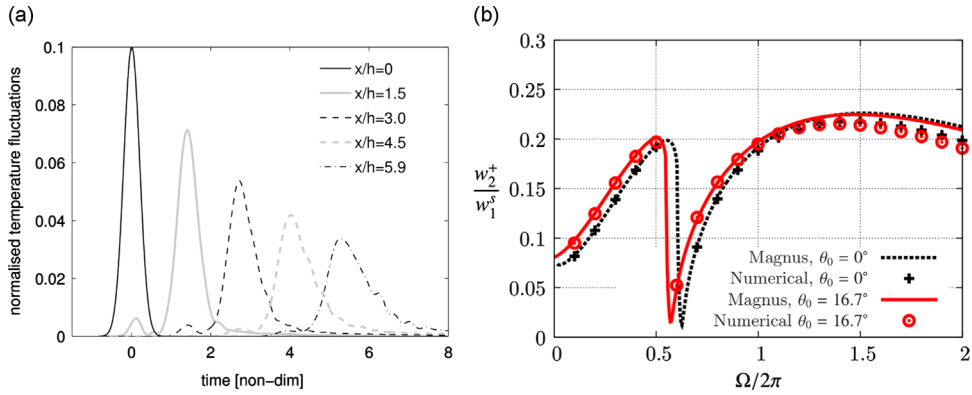 (a)
normalised temperature fluctuations
0.1
0.08
0.06
0.04
0.02
0
x/h=0
x/h=1.5
x/h=3.0
x/h=4.5
x/h=5.9
0 2 4 6 8
time [non-dim]
(b)
w₂⁺
w₁ˢ
0.3
0.25
0.2
0.15
0.1
0.05
0
Magnus, θ₀ = 0°
Numerical, θ₀ = 0°
Magnus, θ₀ = 16.7°
Numerical θ₀ = 16.7°
0 0.5 1 1.5 2
Ω/2π